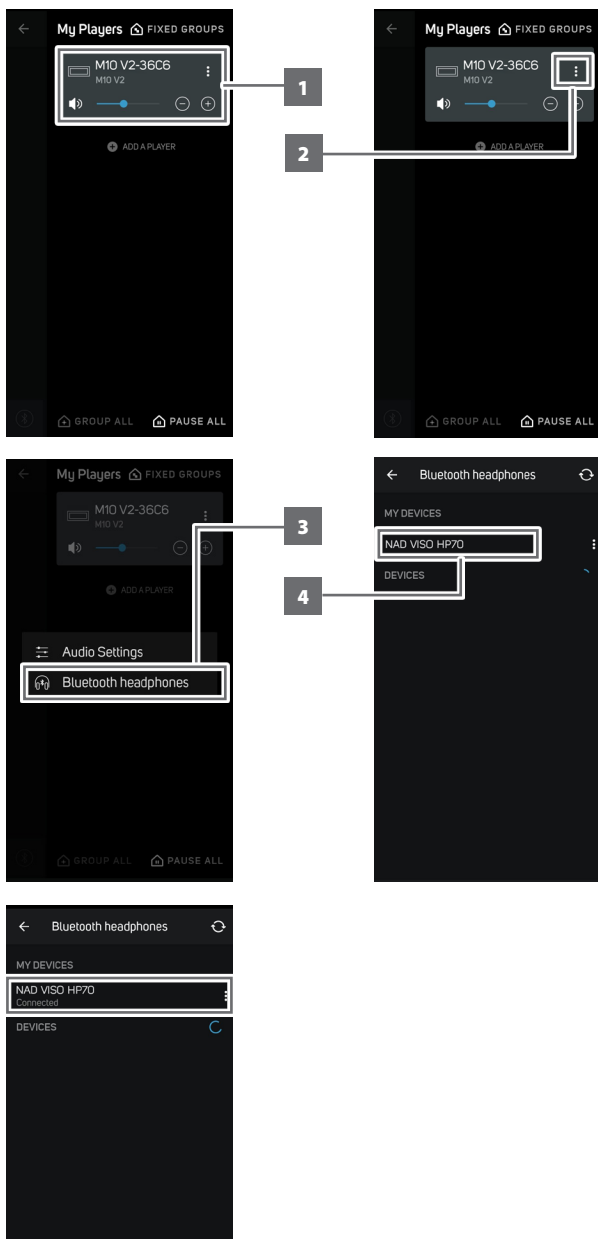 My Players FIXED GROUPS
M10 V2-36C6
M10 V2
ADD A PLAYER
GROUP ALL PAUSE ALL
1
My Players FIXED GROUPS
M10 V2-36C6
M10 V2
ADD A PLAYER
GROUP ALL PAUSE ALL
2
My Players FIXED GROUPS
M10 V2-36C6
M10 V2
ADD A PLAYER
Audio Settings
Bluetooth headphones
GROUP ALL PAUSE ALL
3
Bluetooth headphones
MY DEVICES
NAD VISO HP70
DEVICES
4
Bluetooth headphones
MY DEVICES
NAD VISO HP70
Connected
DEVICES